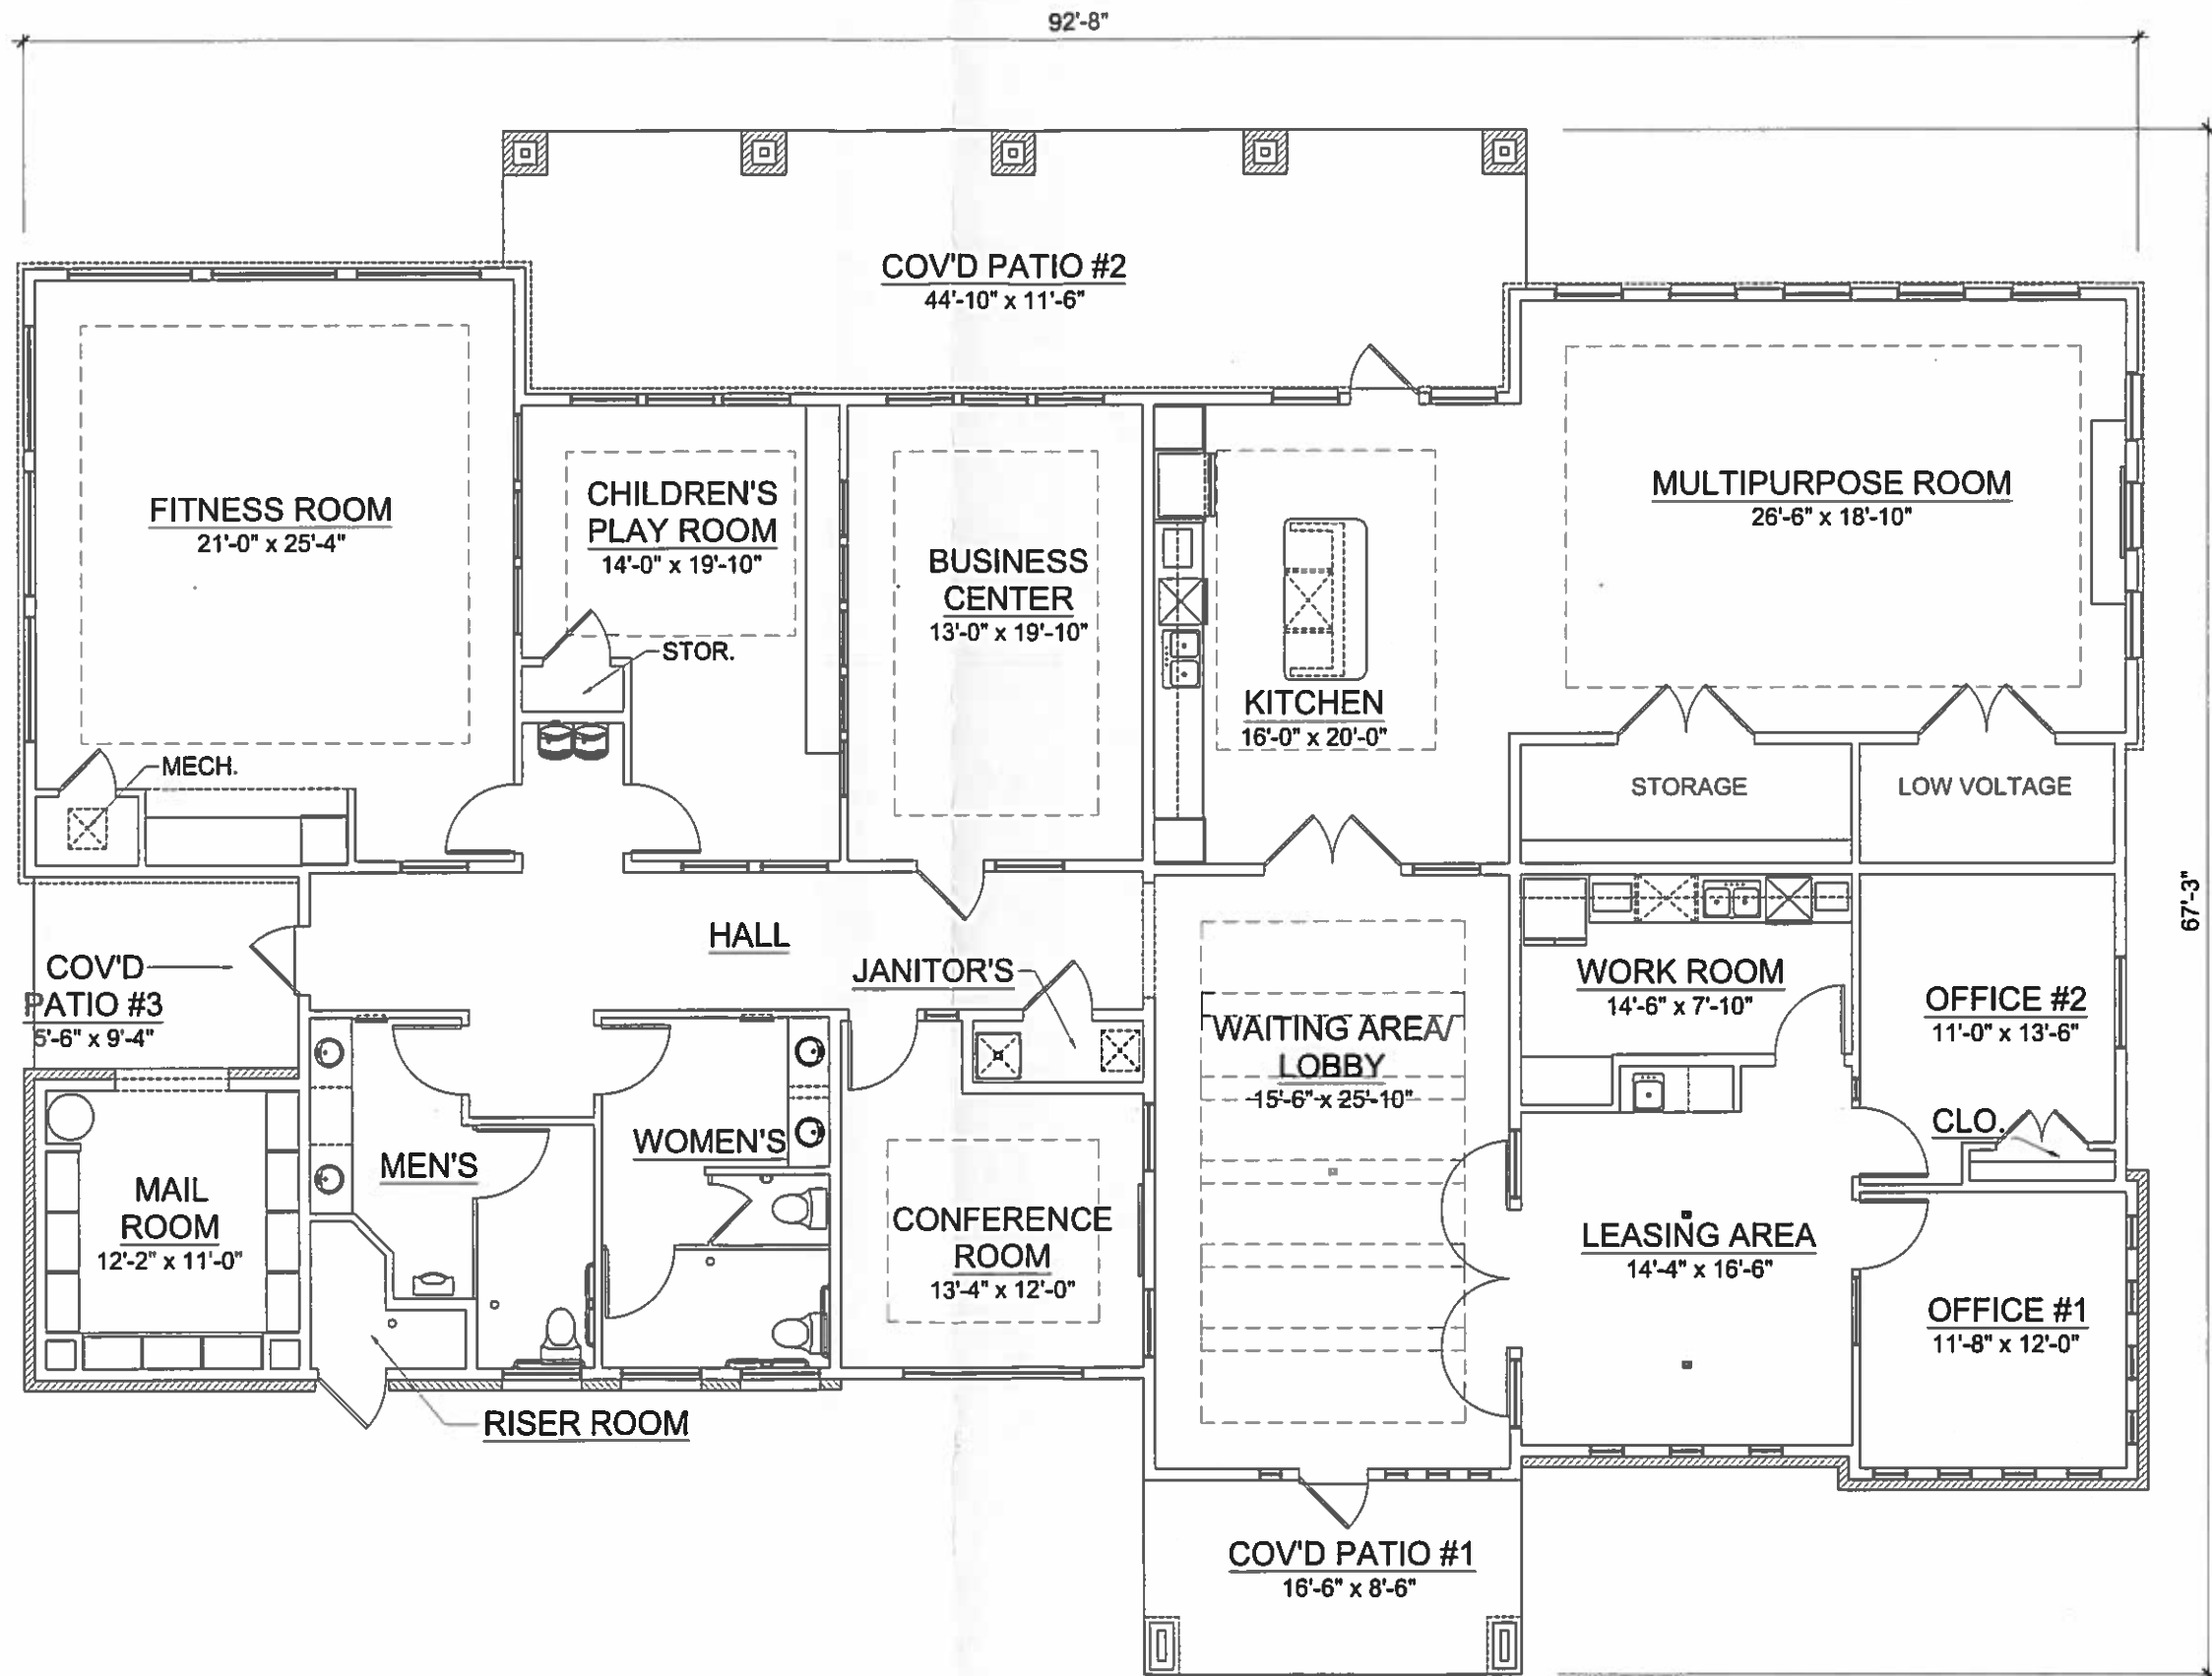 92'-8"
COV'D PATIO #2
44'-10" x 11'-6"
FITNESS ROOM
21'-0" x 25'-4"
CHILDREN'S
PLAY ROOM
14'-0" x 19'-10"
STOR.
BUSINESS
CENTER
13'-0" x 19'-10"
KITCHEN
16'-0" x 20'-0"
MULTIPURPOSE ROOM
26'-6" x 18'-10"
MECH.
STORAGE
LOW VOLTAGE
67'-3"
HALL
JANITOR'S
COV'D
PATIO #3
5'-6" x 9'-4"
WAITING AREA/
LOBBY
15'-6" x 25'-10"
WORK ROOM
14'-6" x 7'-10"
OFFICE #2
11'-0" x 13'-6"
CLO.
MAIL
ROOM
12'-2" x 11'-0"
MEN'S
WOMEN'S
CONFERENCE
ROOM
13'-4" x 12'-0"
LEASING AREA
14'-4" x 16'-6"
OFFICE #1
11'-8" x 12'-0"
RISER ROOM
COV'D PATIO #1
16'-6" x 8'-6"